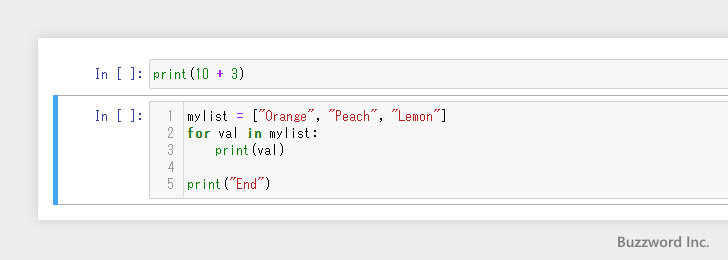 In [ ]: print(10 + 3)
In [ ]: 1 mylist = ["Orange", "Peach", "Lemon"]
2 for val in mylist:
3     print(val)
4
5 print("End")
Buzzword Inc.